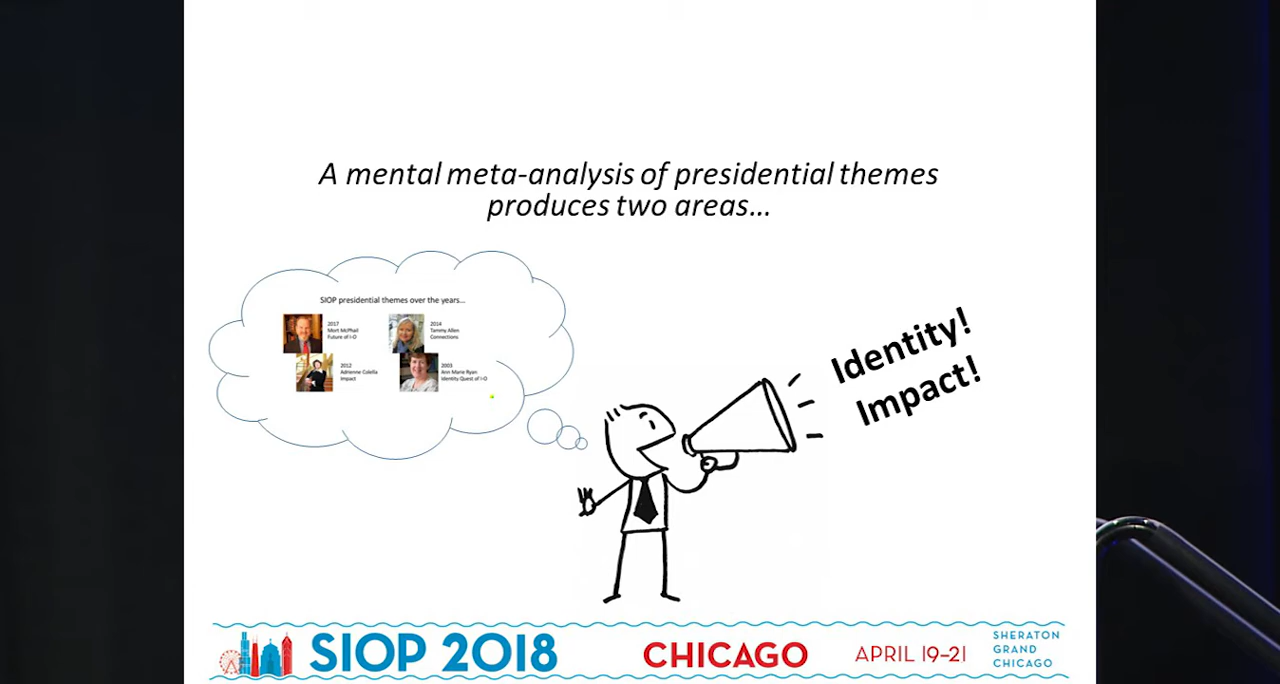 A mental meta-analysis of presidential themes
produces two areas…
SIOP presidential themes over the years...
2017
Mort McPhail
Future of I-O
2014
Tammy Allen
Connections
2012
Adrienne Colella
Impact
2003
Ann Marie Ryan
Identity Quest of I-O
Identity!
Impact!
SIOP 2018
CHICAGO
APRIL 19-21
SHERATON
GRAND
CHICAGO